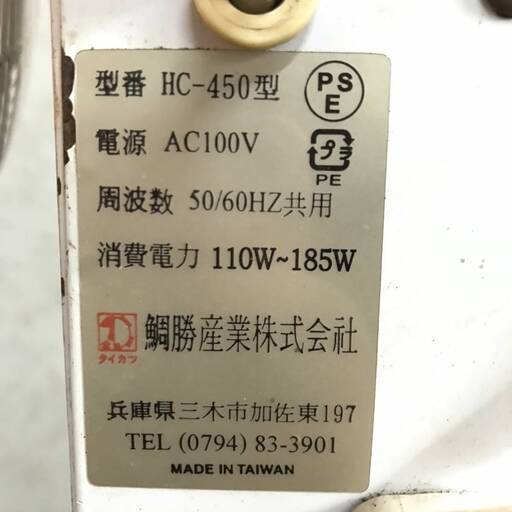 型番 HC-450型
PSE
電源 AC100V
プラ
PE
周波数 50/60HZ共用
消費電力 110W~185W
タイカツ
鯛勝産業株式会社
兵庫県三木市加佐東197
TEL (0794) 83-3901
MADE IN TAIWAN